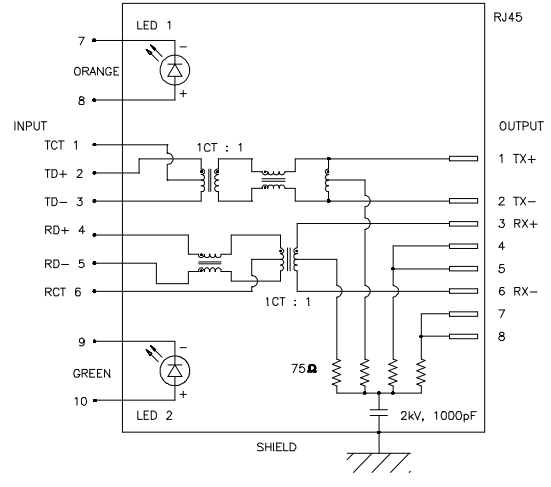 LED 1
RJ45
7 −
ORANGE
8 +
INPUT
OUTPUT
TCT 1
1CT : 1
TD+ 2
1 TX+
TD− 3
2 TX−
RD+ 4
3 RX+
4
RD− 5
5
RCT 6
6 RX−
1CT : 1
7
8
9 −
75Ω
GREEN
10 +
LED 2
2kV, 1000pF
SHIELD